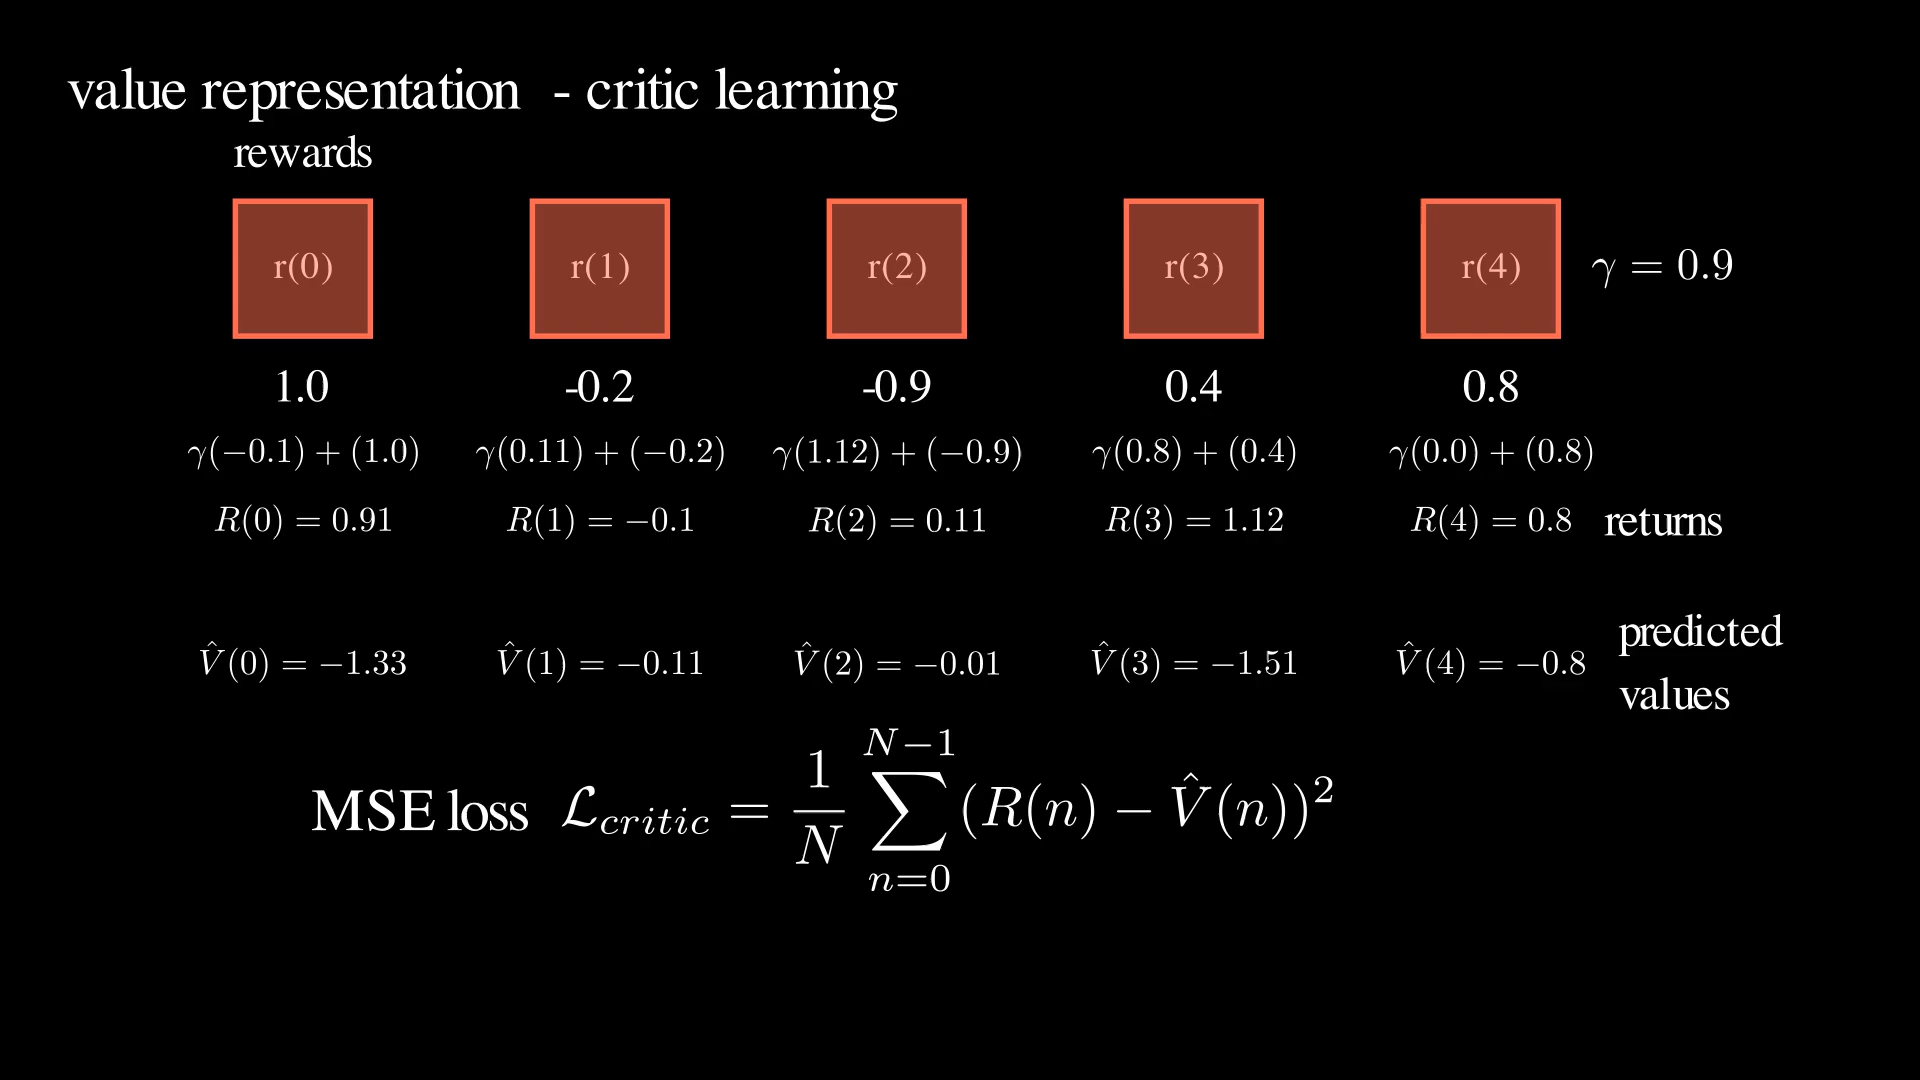 value representation - critic learning
rewards
r(0) r(1) r(2) r(3) r(4) γ = 0.9
1.0 -0.2 -0.9 0.4 0.8
γ(−0.1) + (1.0) γ(0.11) + (−0.2) γ(1.12) + (−0.9) γ(0.8) + (0.4) γ(0.0) + (0.8)
R(0) = 0.91 R(1) = −0.1 R(2) = 0.11 R(3) = 1.12 R(4) = 0.8 returns
V̂(0) = −1.33 V̂(1) = −0.11 V̂(2) = −0.01 V̂(3) = −1.51 V̂(4) = −0.8 predicted
values
MSE loss ℒ_critic = 1/N ∑_{n=0}^{N−1} (R(n) − V̂(n))²